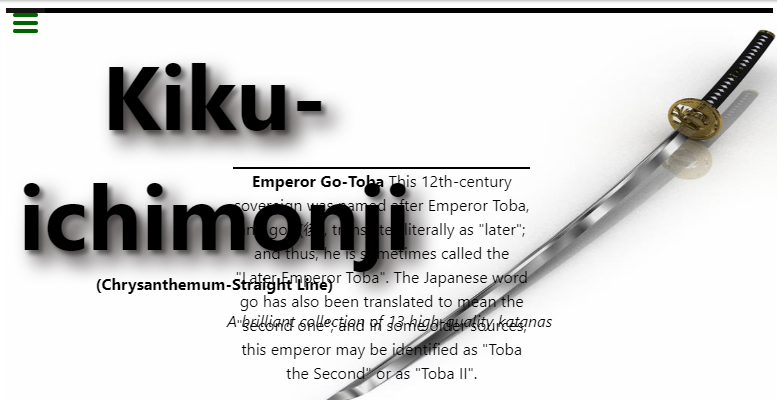 Kiku-
ichimonji
(Chrysanthemum-Straight Line)
A brilliant collection of 13 high-quality katanas
Emperor Go-Toba This 12th-century
sovereign was named after Emperor Toba,
and go (後), translates literally as "later";
and thus, he is sometimes called the
"Later Emperor Toba". The Japanese word
go has also been translated to mean the
"second one", and in some older sources,
this emperor may be identified as "Toba
the Second" or as "Toba II".